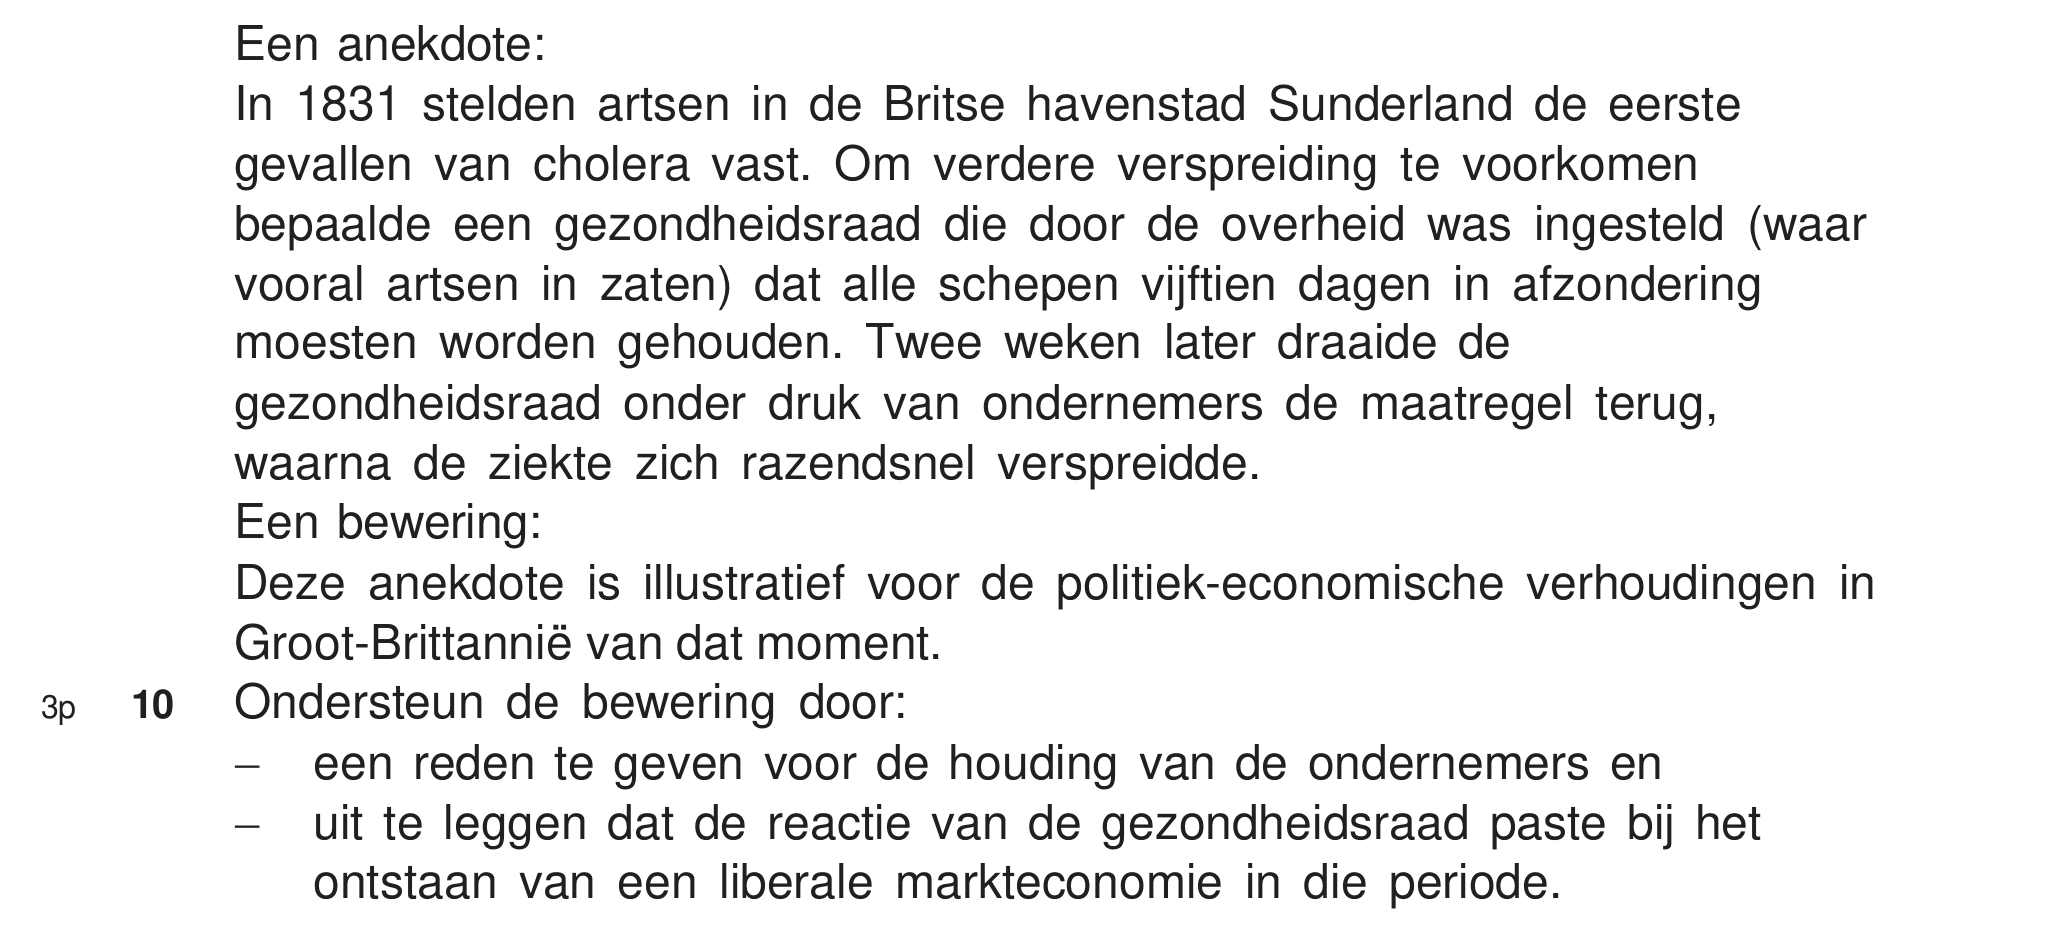 Een anekdote:
In 1831 stelden artsen in de Britse havenstad Sunderland de eerste
gevallen van cholera vast. Om verdere verspreiding te voorkomen
bepaalde een gezondheidsraad die door de overheid was ingesteld (waar
vooral artsen in zaten) dat alle schepen vijftien dagen in afzondering
moesten worden gehouden. Twee weken later draaide de
gezondheidsraad onder druk van ondernemers de maatregel terug,
waarna de ziekte zich razendsnel verspreidde.
Een bewering:
Deze anekdote is illustratief voor de politiek-economische verhoudingen in
Groot-Brittannië van dat moment.
3p 10 Ondersteun de bewering door:
– een reden te geven voor de houding van de ondernemers en
– uit te leggen dat de reactie van de gezondheidsraad paste bij het
ontstaan van een liberale markteconomie in die periode.